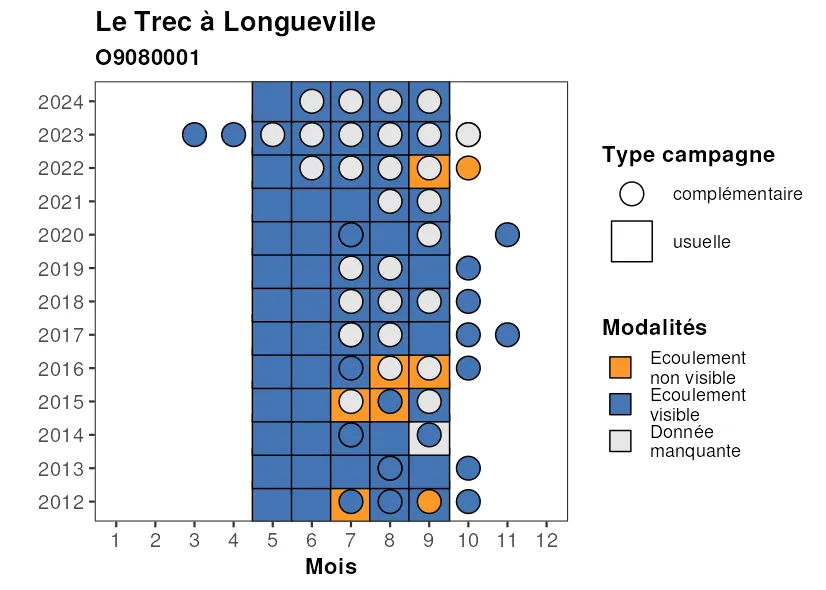 Le Trec à Longueville
O9080001
2024
2023
2022
2021
2020
2019
2018
2017
2016
2015
2014
2013
2012
1 2 3 4 5 6 7 8 9 10 11 12
Mois
Type campagne
complémentaire
usuelle
Modalités
Ecoulement
non visible
Ecoulement
visible
Donnée
manquante